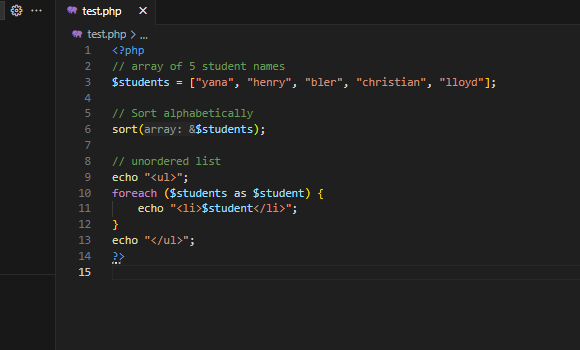 test.php
test.php > ...
1 <?php
2 // array of 5 student names
3 $students = ["yana", "henry", "bler", "christian", "lloyd"];
4
5 // Sort alphabetically
6 sort(array: &$students);
7
8 // unordered list
9 echo "<ul>";
10 foreach ($students as $student) {
11     echo "<li>$student</li>";
12 }
13 echo "</ul>";
14 ?>
15